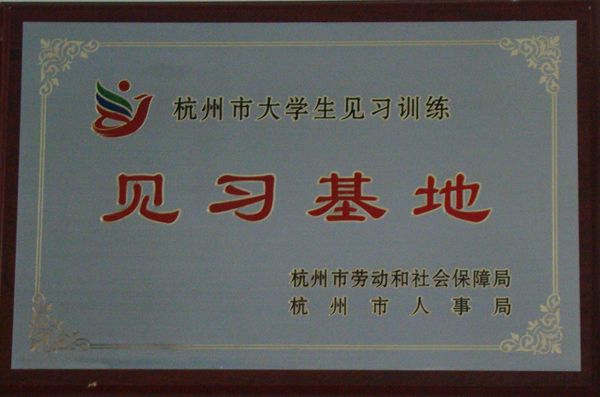 杭州市大学生见习训练
见习基地
杭州市劳动和社会保障局
杭州市人事局